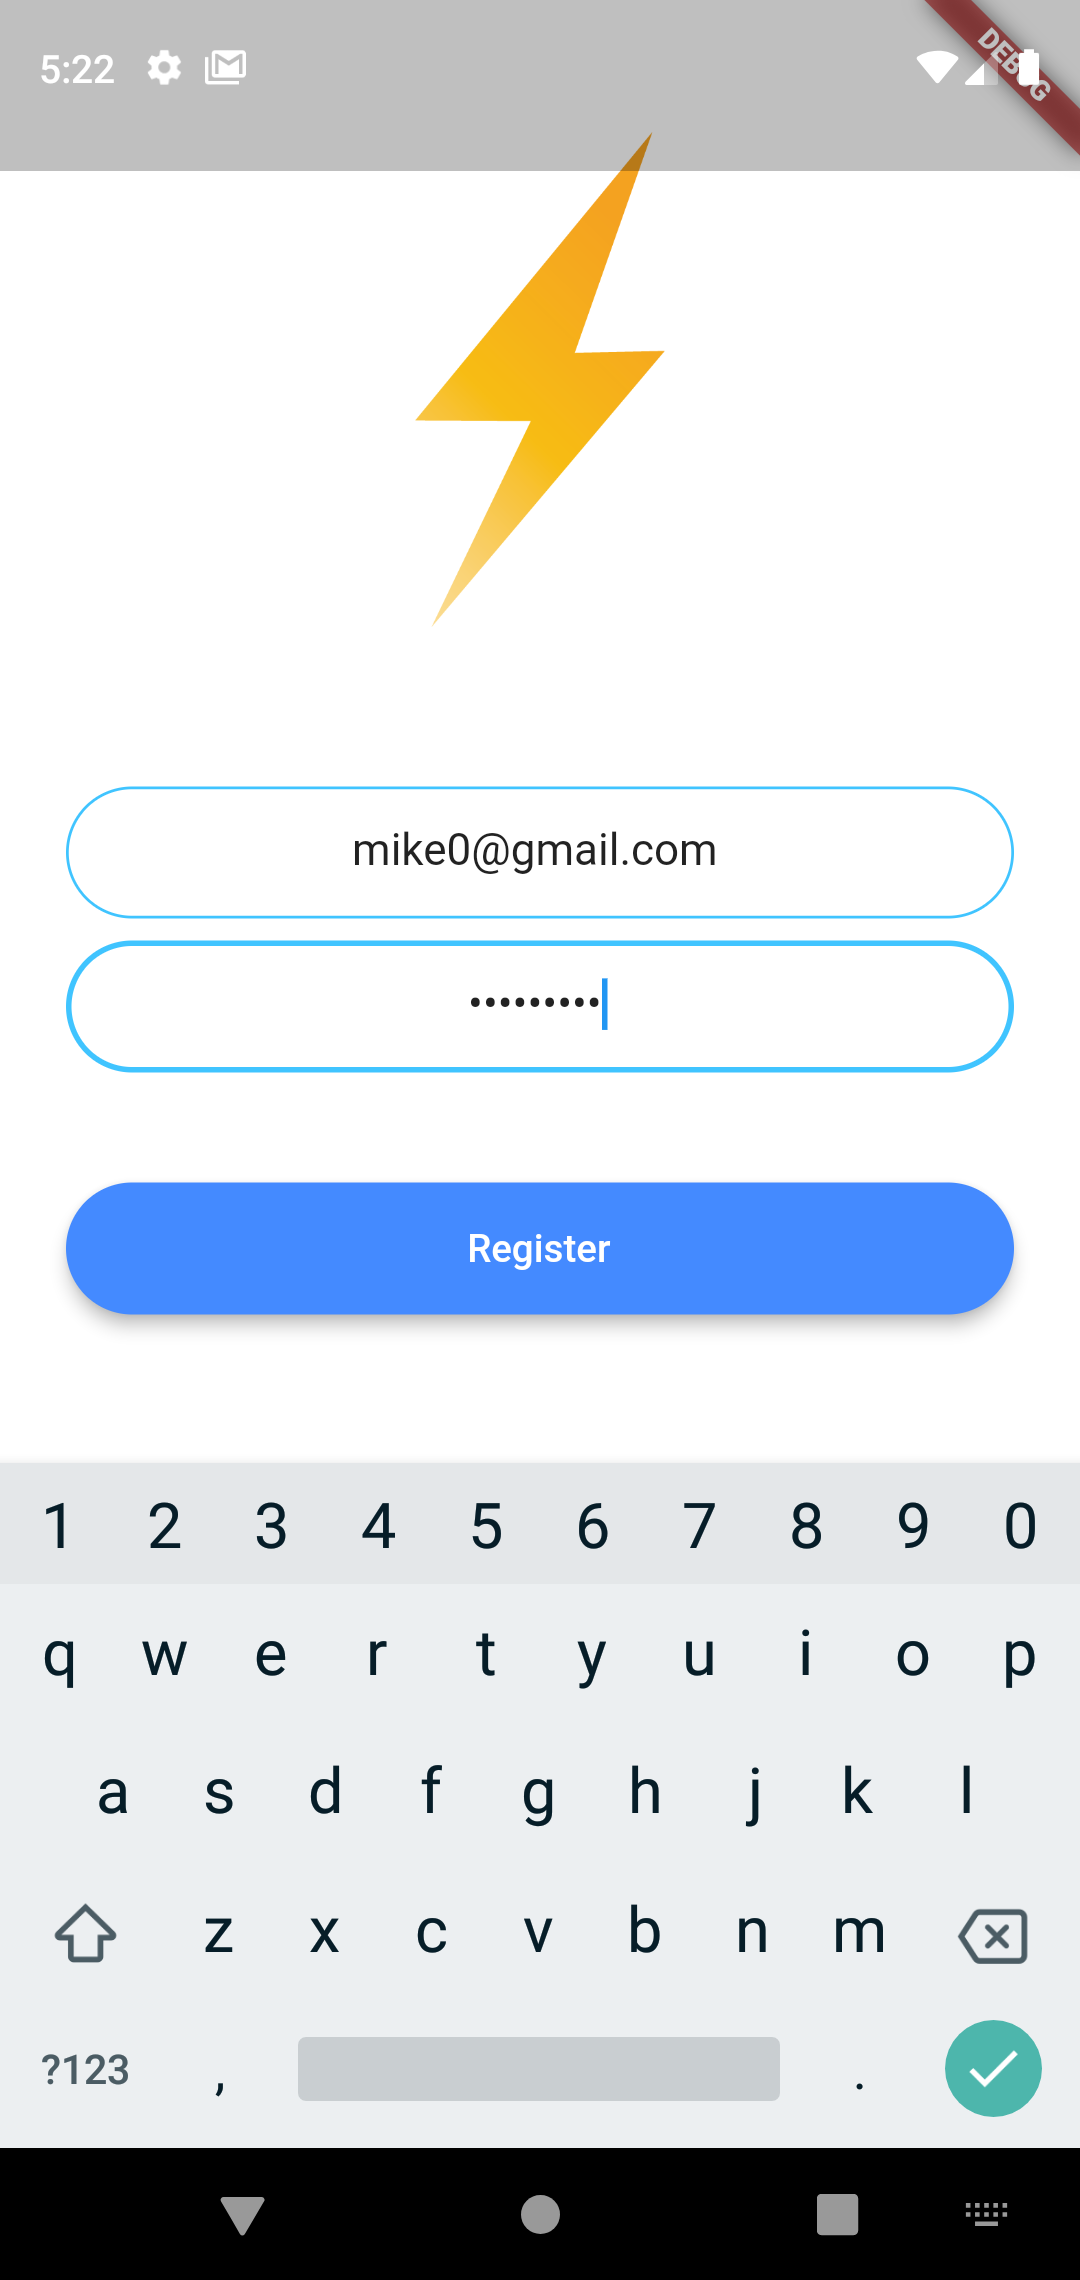 5:22
DEBUG
mike0@gmail.com
•••••••••
Register
1 2 3 4 5 6 7 8 9 0
q w e r t y u i o p
a s d f g h j k l
z x c v b n m
?123 , .